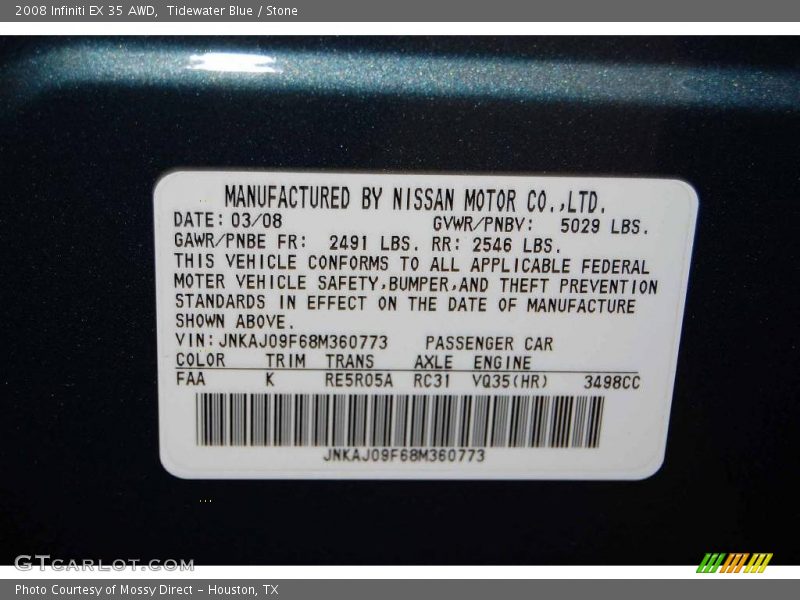 2008 Infiniti EX 35 AWD,  Tidewater Blue / Stone
MANUFACTURED BY NISSAN MOTOR CO.,LTD.
DATE: 03/08 GVWR/PNBV: 5029 LBS.
GAWR/PNBE FR: 2491 LBS. RR: 2546 LBS.
THIS VEHICLE CONFORMS TO ALL APPLICABLE FEDERAL
MOTER VEHICLE SAFETY,BUMPER,AND THEFT PREVENTION
STANDARDS IN EFFECT ON THE DATE OF MANUFACTURE
SHOWN ABOVE.
VIN:JNKAJ09F68M360773 PASSENGER CAR
COLOR TRIM TRANS AXLE ENGINE
FAA K RE5R05A RC31 VQ35(HR) 3498CC
JNKAJ09F68M360773
GTCARLOT.COM
Photo Courtesy of Mossy Direct - Houston, TX